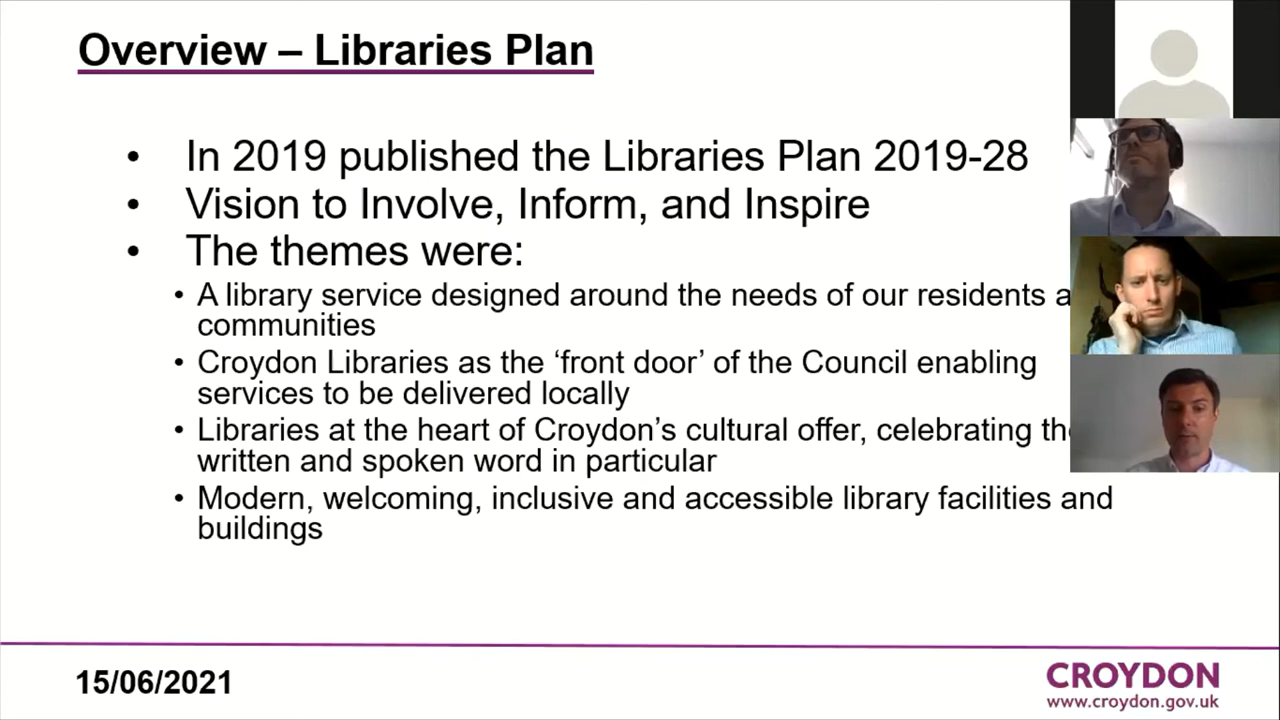 Overview – Libraries Plan
• In 2019 published the Libraries Plan 2019-28
• Vision to Involve, Inform, and Inspire
• The themes were:
• A library service designed around the needs of our residents
communities
• Croydon Libraries as the ‘front door’ of the Council enabling
services to be delivered locally
• Libraries at the heart of Croydon’s cultural offer, celebrating
written and spoken word in particular
• Modern, welcoming, inclusive and accessible library facilities and
buildings
15/06/2021
CROYDON
www.croydon.gov.uk